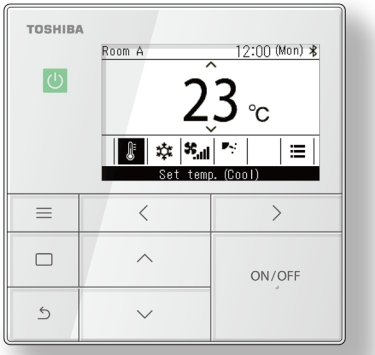 TOSHIBA
Room A 12:00 (Mon)
23 °C
Set temp. (Cool)
ON/OFF